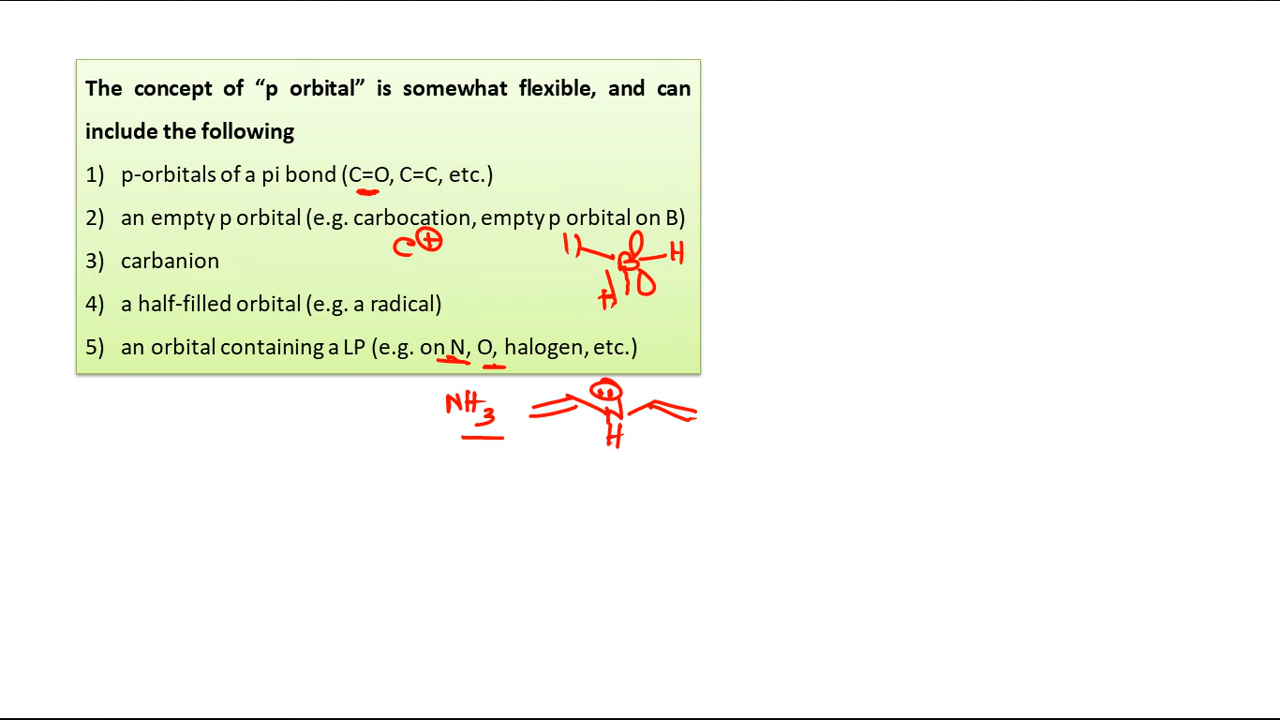 The concept of “p orbital” is somewhat flexible, and can
include the following
1) p-orbitals of a pi bond (C=O, C=C, etc.)
2) an empty p orbital (e.g. carbocation, empty p orbital on B)
C+
H B H
3) carbanion
H
4) a half-filled orbital (e.g. a radical)
5) an orbital containing a LP (e.g. on N, O, halogen, etc.)
NH3
N
H